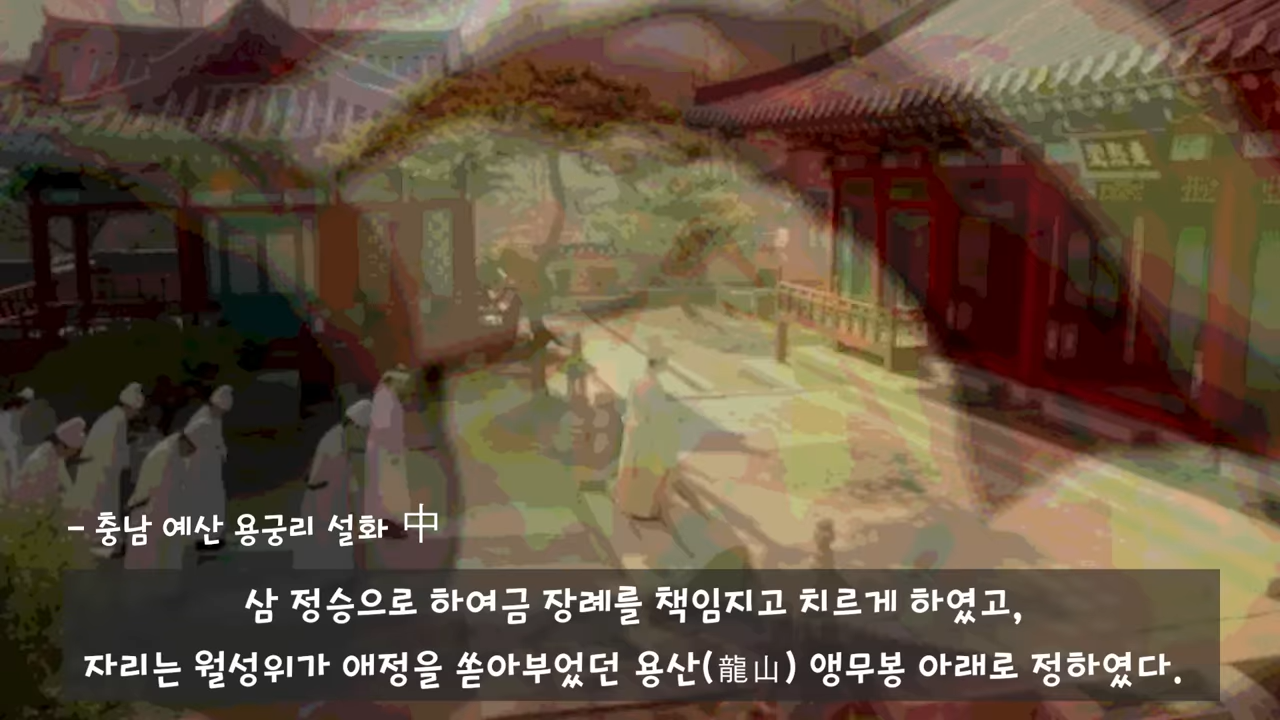 - 충남 예산 용궁리 설화 中
삼 정승으로 하여금 장례를 책임지고 치르게 하였고,
자리는 월성위가 애정을 쏟아부었던 용산(龍山) 앵무봉 아래로 정하였다.